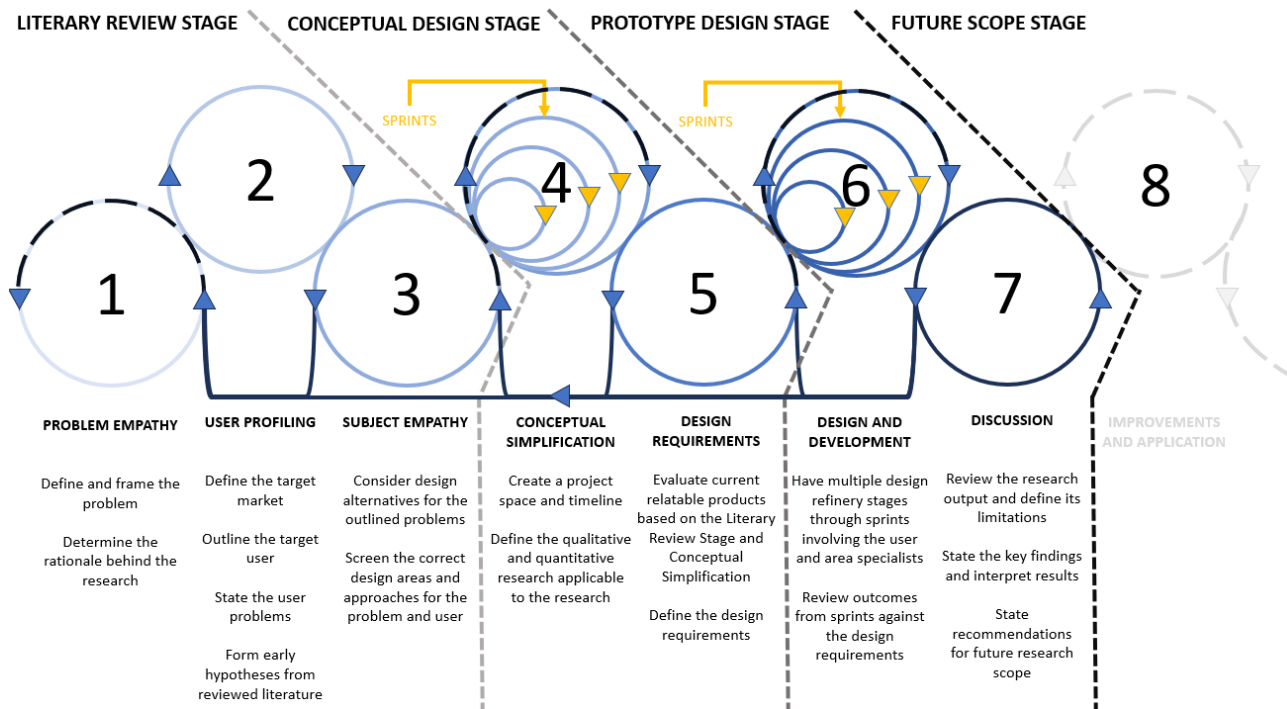 LITERARY REVIEW STAGE
CONCEPTUAL DESIGN STAGE
PROTOTYPE DESIGN STAGE
FUTURE SCOPE STAGE
SPRINTS
SPRINTS
1
2
3
4
5
6
7
8
PROBLEM EMPATHY
Define and frame the
problem
Determine the
rationale behind the
research
USER PROFILING
Define the target
market
Outline the target
user
State the user
problems
Form early
hypotheses from
reviewed literature
SUBJECT EMPATHY
Consider design
alternatives for the
outlined problems
Screen the correct
design areas and
approaches for the
problem and user
CONCEPTUAL
SIMPLIFICATION
Create a project
space and timeline
Define the qualitative
and quantitative
research applicable
to the research
DESIGN
REQUIREMENTS
Evaluate current
relatable products
based on the Literary
Review Stage and
Conceptual
Simplification
Define the design
requirements
DESIGN AND
DEVELOPMENT
Have multiple design
refinery stages
through sprints
involving the user
and area specialists
Review outcomes
from sprints against
the design
requirements
DISCUSSION
Review the research
output and define its
limitations
State the key findings
and interpret results
State
recommendations
for future research
scope
IMPROVEMENTS
AND APPLICATION